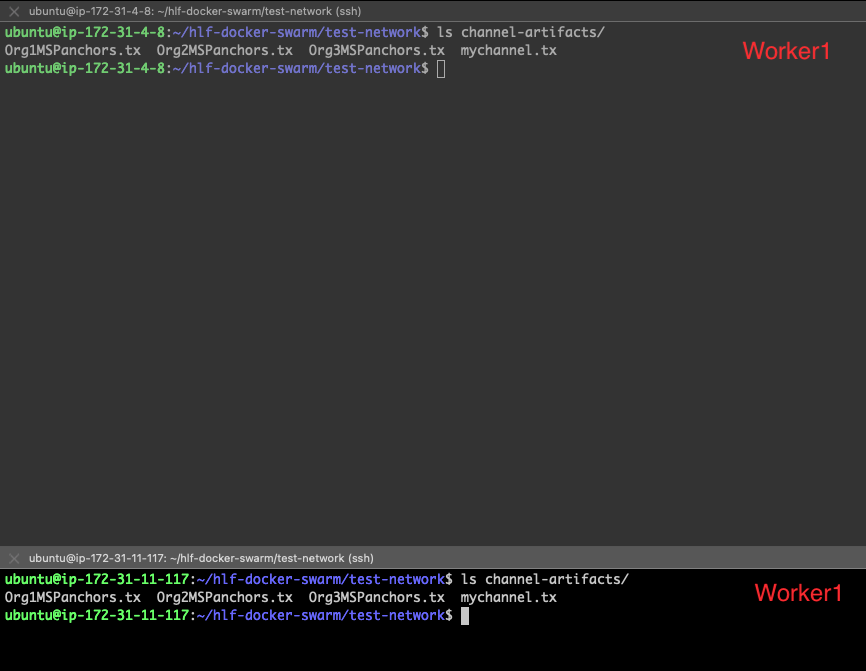 ubuntu@ip-172-31-4-8: ~/hlf-docker-swarm/test-network (ssh)
ubuntu@ip-172-31-4-8:~/hlf-docker-swarm/test-network$ ls channel-artifacts/
Org1MSPanchors.tx  Org2MSPanchors.tx  Org3MSPanchors.tx  mychannel.tx
Worker1
ubuntu@ip-172-31-4-8:~/hlf-docker-swarm/test-network$
ubuntu@ip-172-31-11-117: ~/hlf-docker-swarm/test-network (ssh)
ubuntu@ip-172-31-11-117:~/hlf-docker-swarm/test-network$ ls channel-artifacts/
Org1MSPanchors.tx  Org2MSPanchors.tx  Org3MSPanchors.tx  mychannel.tx
Worker1
ubuntu@ip-172-31-11-117:~/hlf-docker-swarm/test-network$